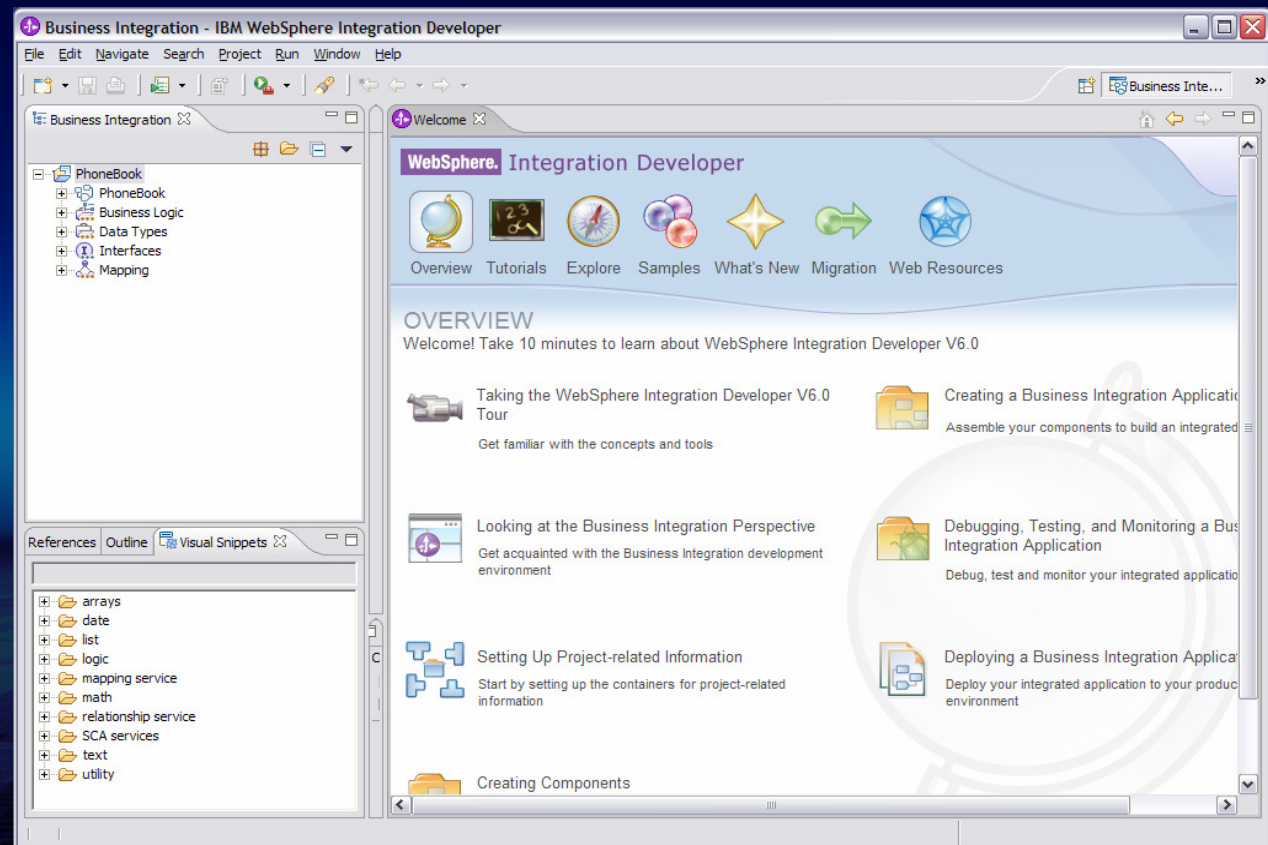 Business Integration - IBM WebSphere Integration Developer
File Edit Navigate Search Project Run Window Help
Business Inte... »
Business Integration
PhoneBook
PhoneBook
Business Logic
Data Types
Interfaces
Mapping
References Outline Visual Snippets
arrays
date
list
logic
mapping service
math
relationship service
SCA services
text
utility
C
Welcome
WebSphere. Integration Developer
Overview Tutorials Explore Samples What's New Migration Web Resources
OVERVIEW
Welcome! Take 10 minutes to learn about WebSphere Integration Developer V6.0
Taking the WebSphere Integration Developer V6.0
Tour
Get familiar with the concepts and tools
Creating a Business Integration Applicatio
Assemble your components to build an integrated
Looking at the Business Integration Perspective
Get acquainted with the Business Integration development
environment
Debugging, Testing, and Monitoring a Bus
Integration Application
Debug, test and monitor your integrated applicatio
Setting Up Project-related Information
Start by setting up the containers for project-related
information
Deploying a Business Integration Applica
Deploy your integrated application to your produc
environment
Creating Components